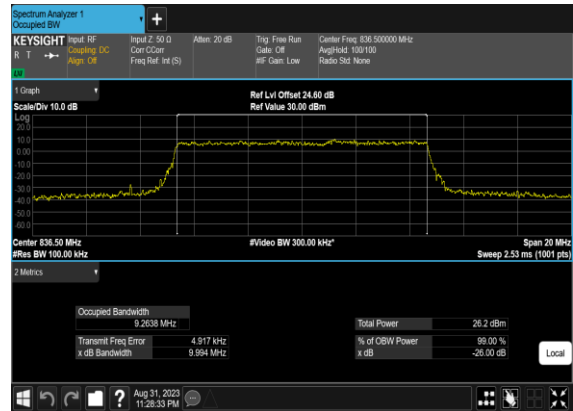 Spectrum Analyzer 1
Occupied BW
+
KEYSIGHT Input: RF Input Z: 50 Ω Atten: 20 dB Trig: Free Run Center Freq: 836.500000 MHz
R T Coupling: DC Corr CCorr Gate: Off Avg|Hold: 100/100
Align: Off Freq Ref: Int (S) #IF Gain: Low Radio Std: None
LW
1 Graph
Ref Lvl Offset 24.60 dB
Scale/Div 10.0 dB Ref Value 30.00 dBm
Log
20.0
10.0
0.00
-10.0
-20.0
-30.0
-40.0
-50.0
-60.0
Center 836.50 MHz #Video BW 300.00 kHz* Span 20 MHz
#Res BW 100.00 kHz Sweep 2.53 ms (1001 pts)
2 Metrics
Occupied Bandwidth
9.2638 MHz Total Power 26.2 dBm
Transmit Freq Error 4.917 kHz % of OBW Power 99.00 %
x dB Bandwidth 9.994 MHz x dB -26.00 dB
Local
? Aug 31, 2023
11:28:33 PM